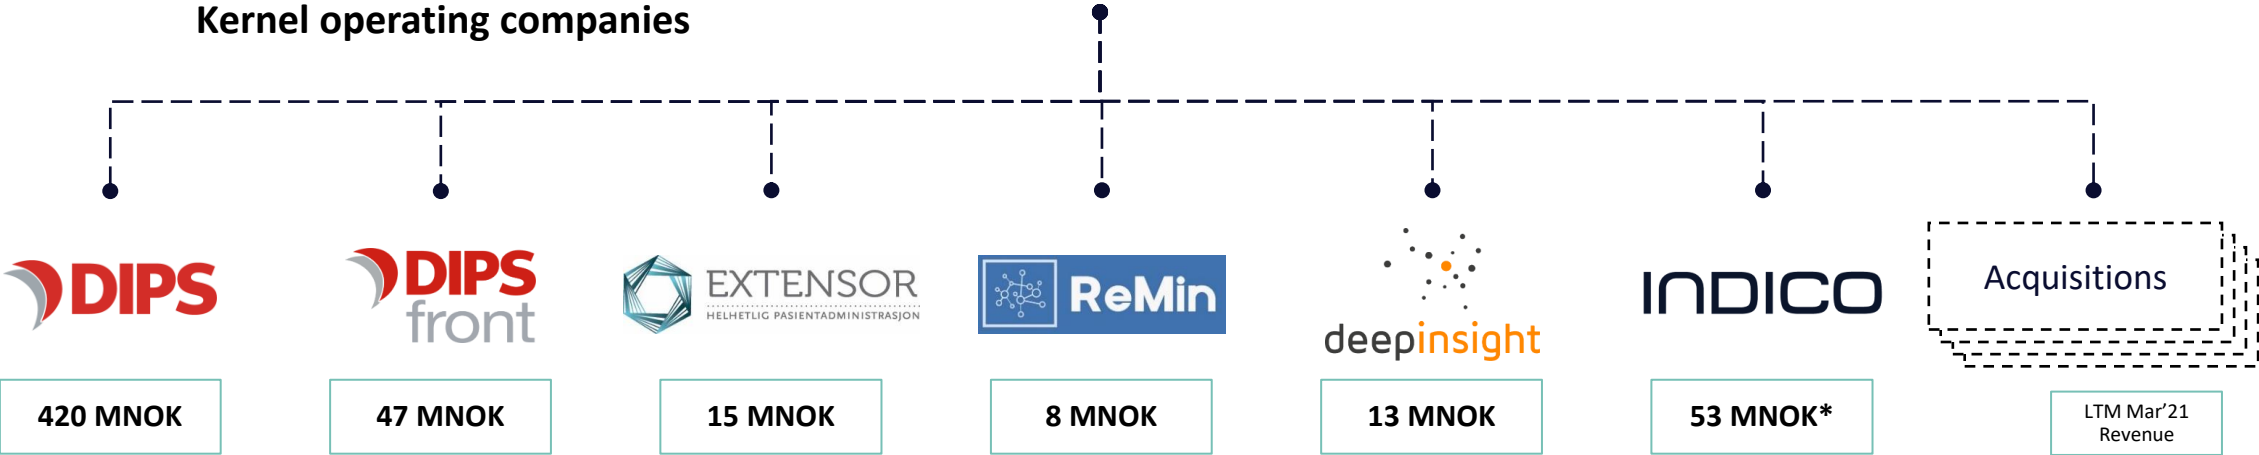 Kernel operating companies
DIPS
DIPS
front
EXTENSOR
HELHETLIG PASIENTADMINISTRASJON
ReMin
deepinsight
INDICO
Acquisitions
420 MNOK
47 MNOK
15 MNOK
8 MNOK
13 MNOK
53 MNOK*
LTM Mar’21
Revenue